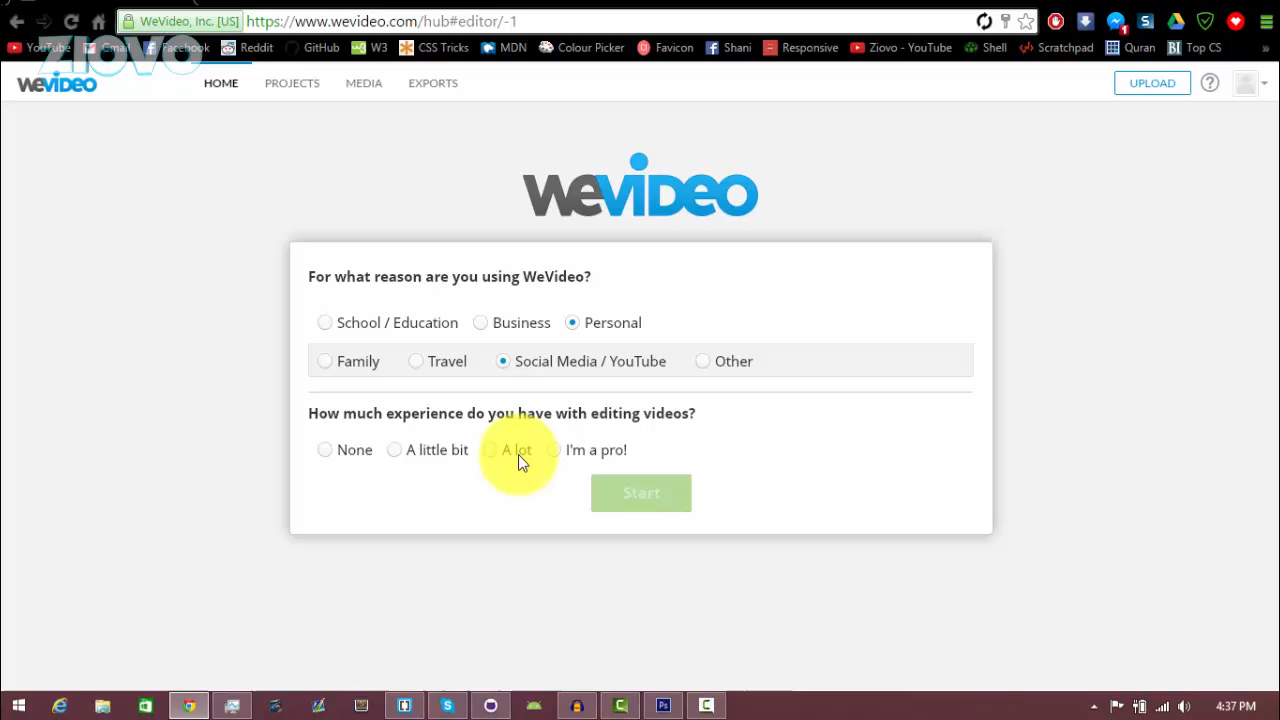 WeVideo, Inc. [US] https://www.wevideo.com/hub#editor/-1
YouTube Gmail Facebook Reddit GitHub W3 CSS Tricks MDN Colour Picker Favicon Shani Responsive Ziovo - YouTube Shell Scratchpad Quran Top CS »
ZIOVO
WEVIDEO HOME PROJECTS MEDIA EXPORTS UPLOAD ?
WEVIDEO
For what reason are you using WeVideo?
School / Education Business Personal
Family Travel Social Media / YouTube Other
How much experience do you have with editing videos?
None A little bit A lot I'm a pro!
Start
4:37 PM